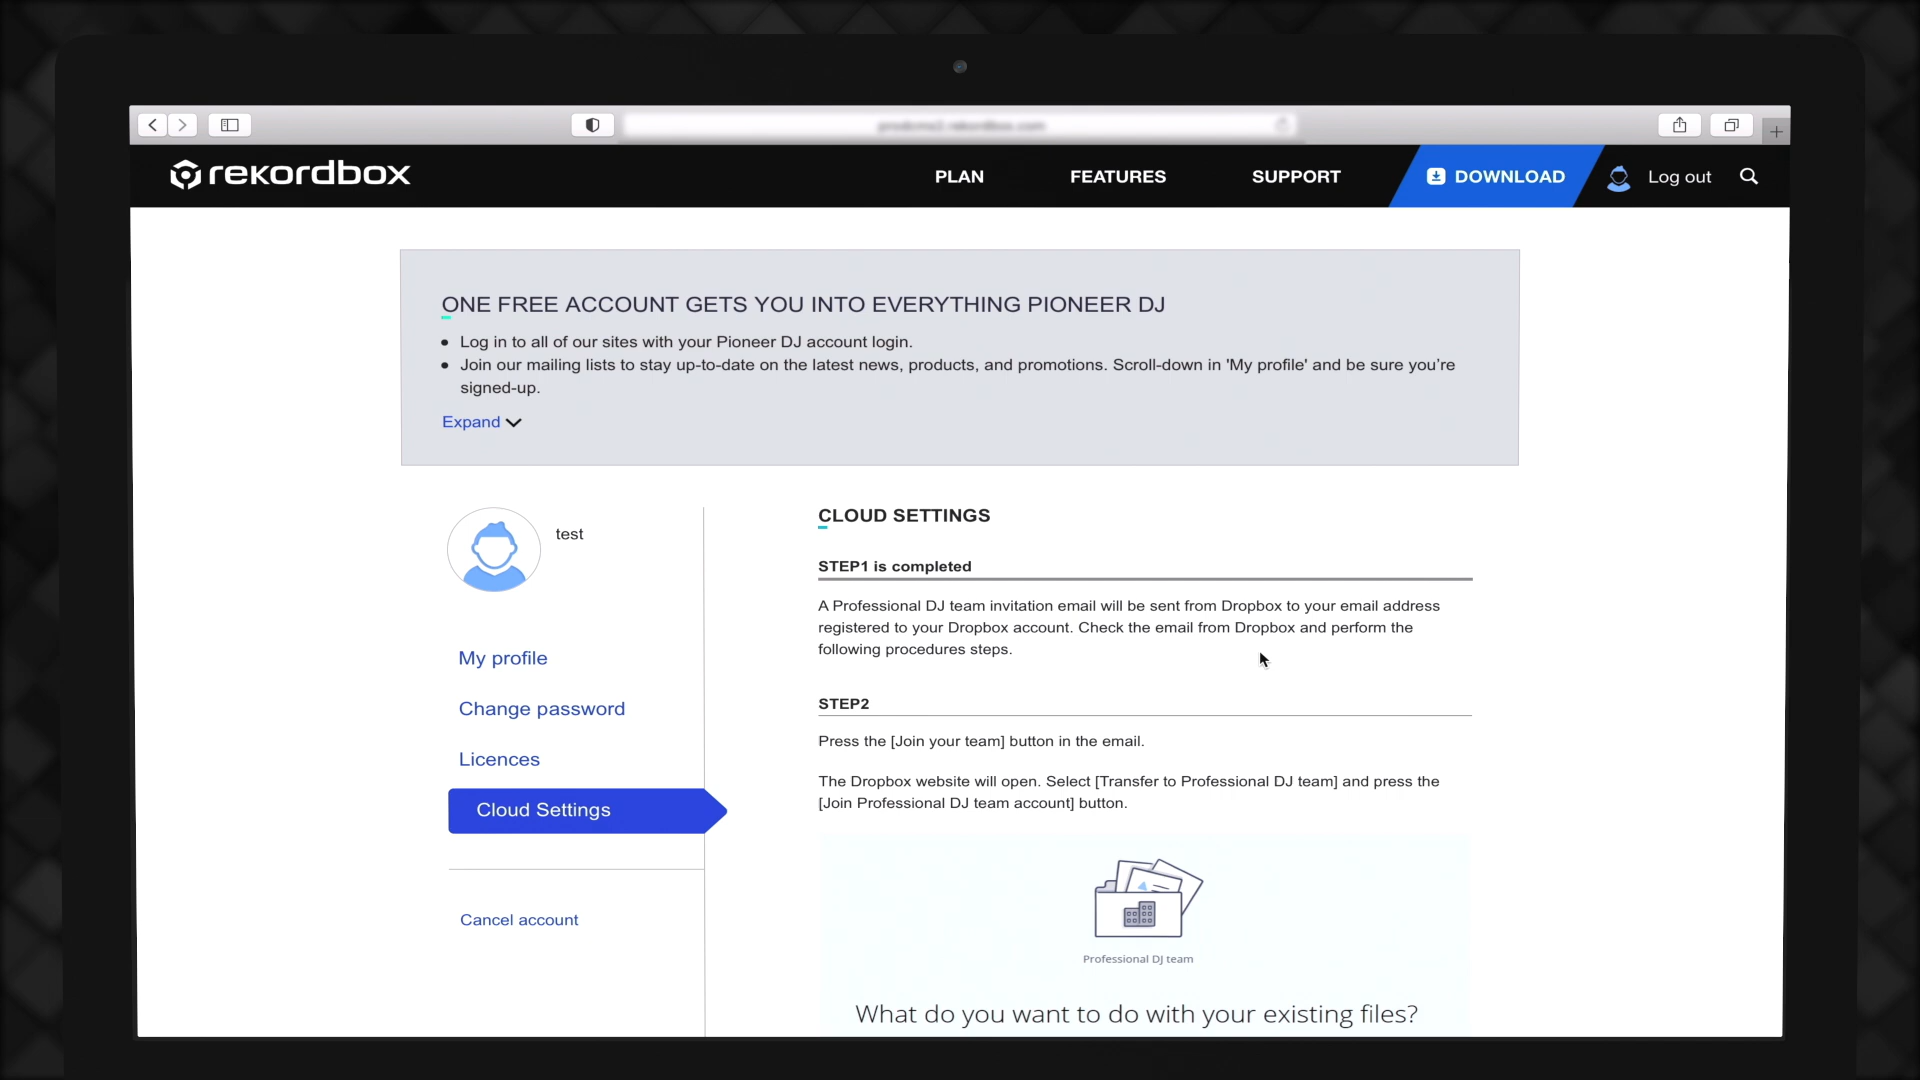 rekordbox
PLAN
FEATURES
SUPPORT
DOWNLOAD
Log out
ONE FREE ACCOUNT GETS YOU INTO EVERYTHING PIONEER DJ
Log in to all of our sites with your Pioneer DJ account login.
Join our mailing lists to stay up-to-date on the latest news, products, and promotions. Scroll-down in 'My profile' and be sure you’re
signed-up.
Expand
test
My profile
Change password
Licences
Cloud Settings
Cancel account
CLOUD SETTINGS
STEP1 is completed
A Professional DJ team invitation email will be sent from Dropbox to your email address
registered to your Dropbox account. Check the email from Dropbox and perform the
following procedures steps.
STEP2
Press the [Join your team] button in the email.
The Dropbox website will open. Select [Transfer to Professional DJ team] and press the
[Join Professional DJ team account] button.
Professional DJ team
What do you want to do with your existing files?